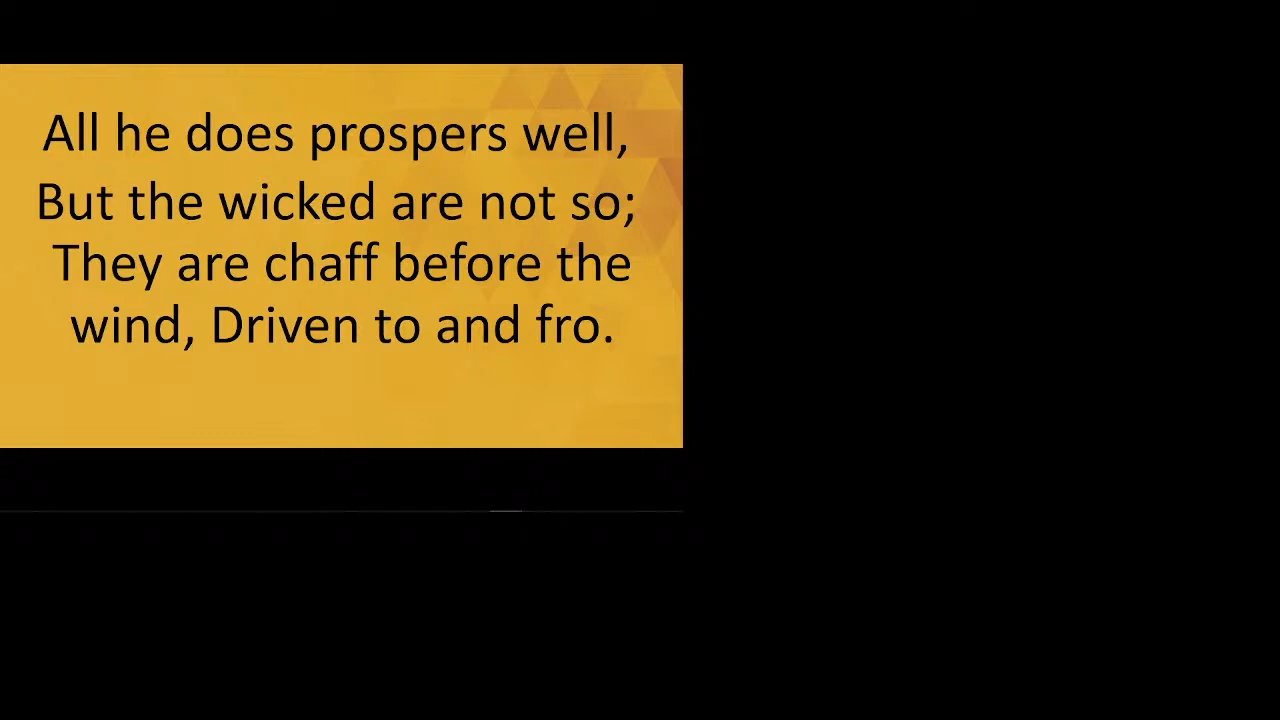 All he does prospers well,
But the wicked are not so;
They are chaff before the
wind, Driven to and fro.